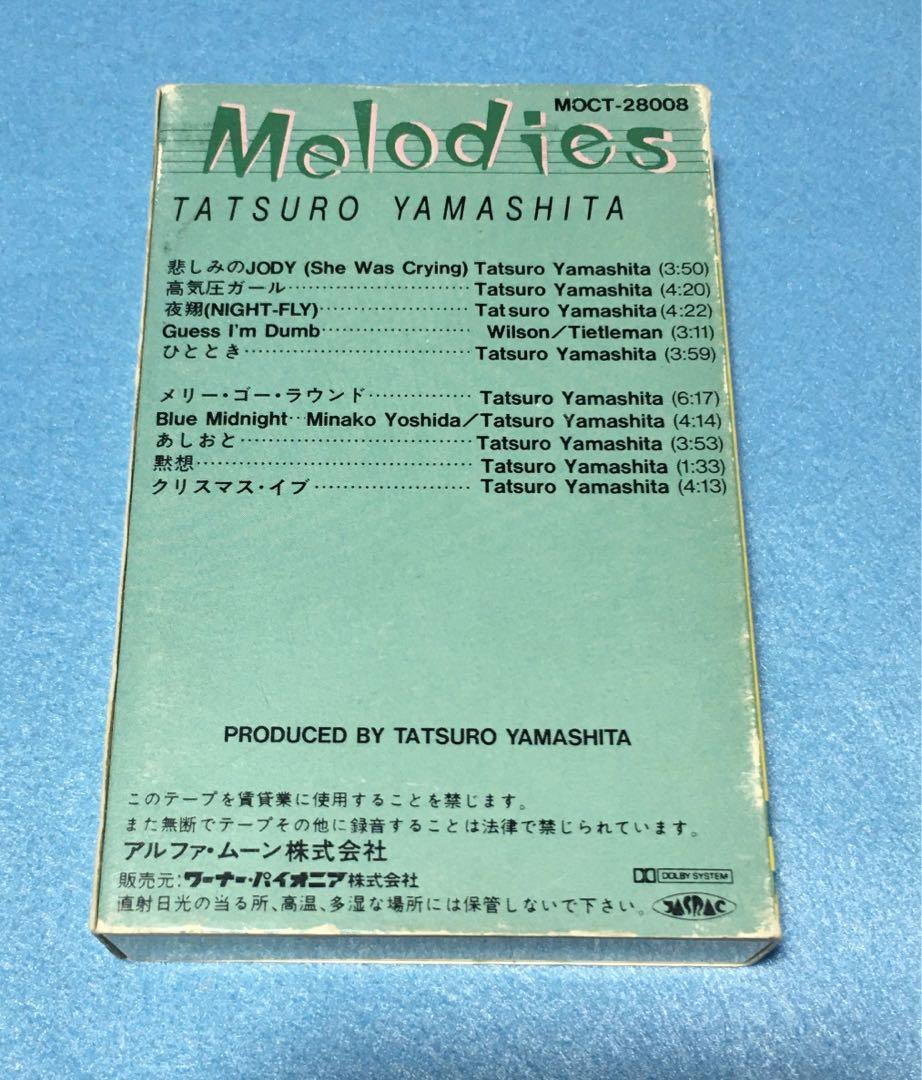 MOCT-28008
Melodies
TATSURO YAMASHITA
悲しみのJODY (She Was Crying) Tatsuro Yamashita (3:50)
高気圧ガール…………………………Tatsuro Yamashita (4:20)
夜翔(NIGHT-FLY)……………………Tatsuro Yamashita (4:22)
Guess I'm Dumb…………………… Wilson/Tietleman (3:11)
ひととき………………………………Tatsuro Yamashita (3:59)
メリー・ゴー・ラウンド……………Tatsuro Yamashita (6:17)
Blue Midnight…Minako Yoshida/Tatsuro Yamashita (4:14)
あしおと………………………………Tatsuro Yamashita (3:53)
黙想……………………………………Tatsuro Yamashita (1:33)
クリスマス・イブ……………………Tatsuro Yamashita (4:13)
PRODUCED BY TATSURO YAMASHITA
このテープを賃貸業に使用することを禁じます。
また無断でテープその他に録音することは法律で禁じられています。
アルファ・ムーン株式会社
販売元:ワーナー・パイオニア株式会社 DOLBY SYSTEM
直射日光の当る所、高温、多湿な場所には保管しないで下さい。 JASRAC